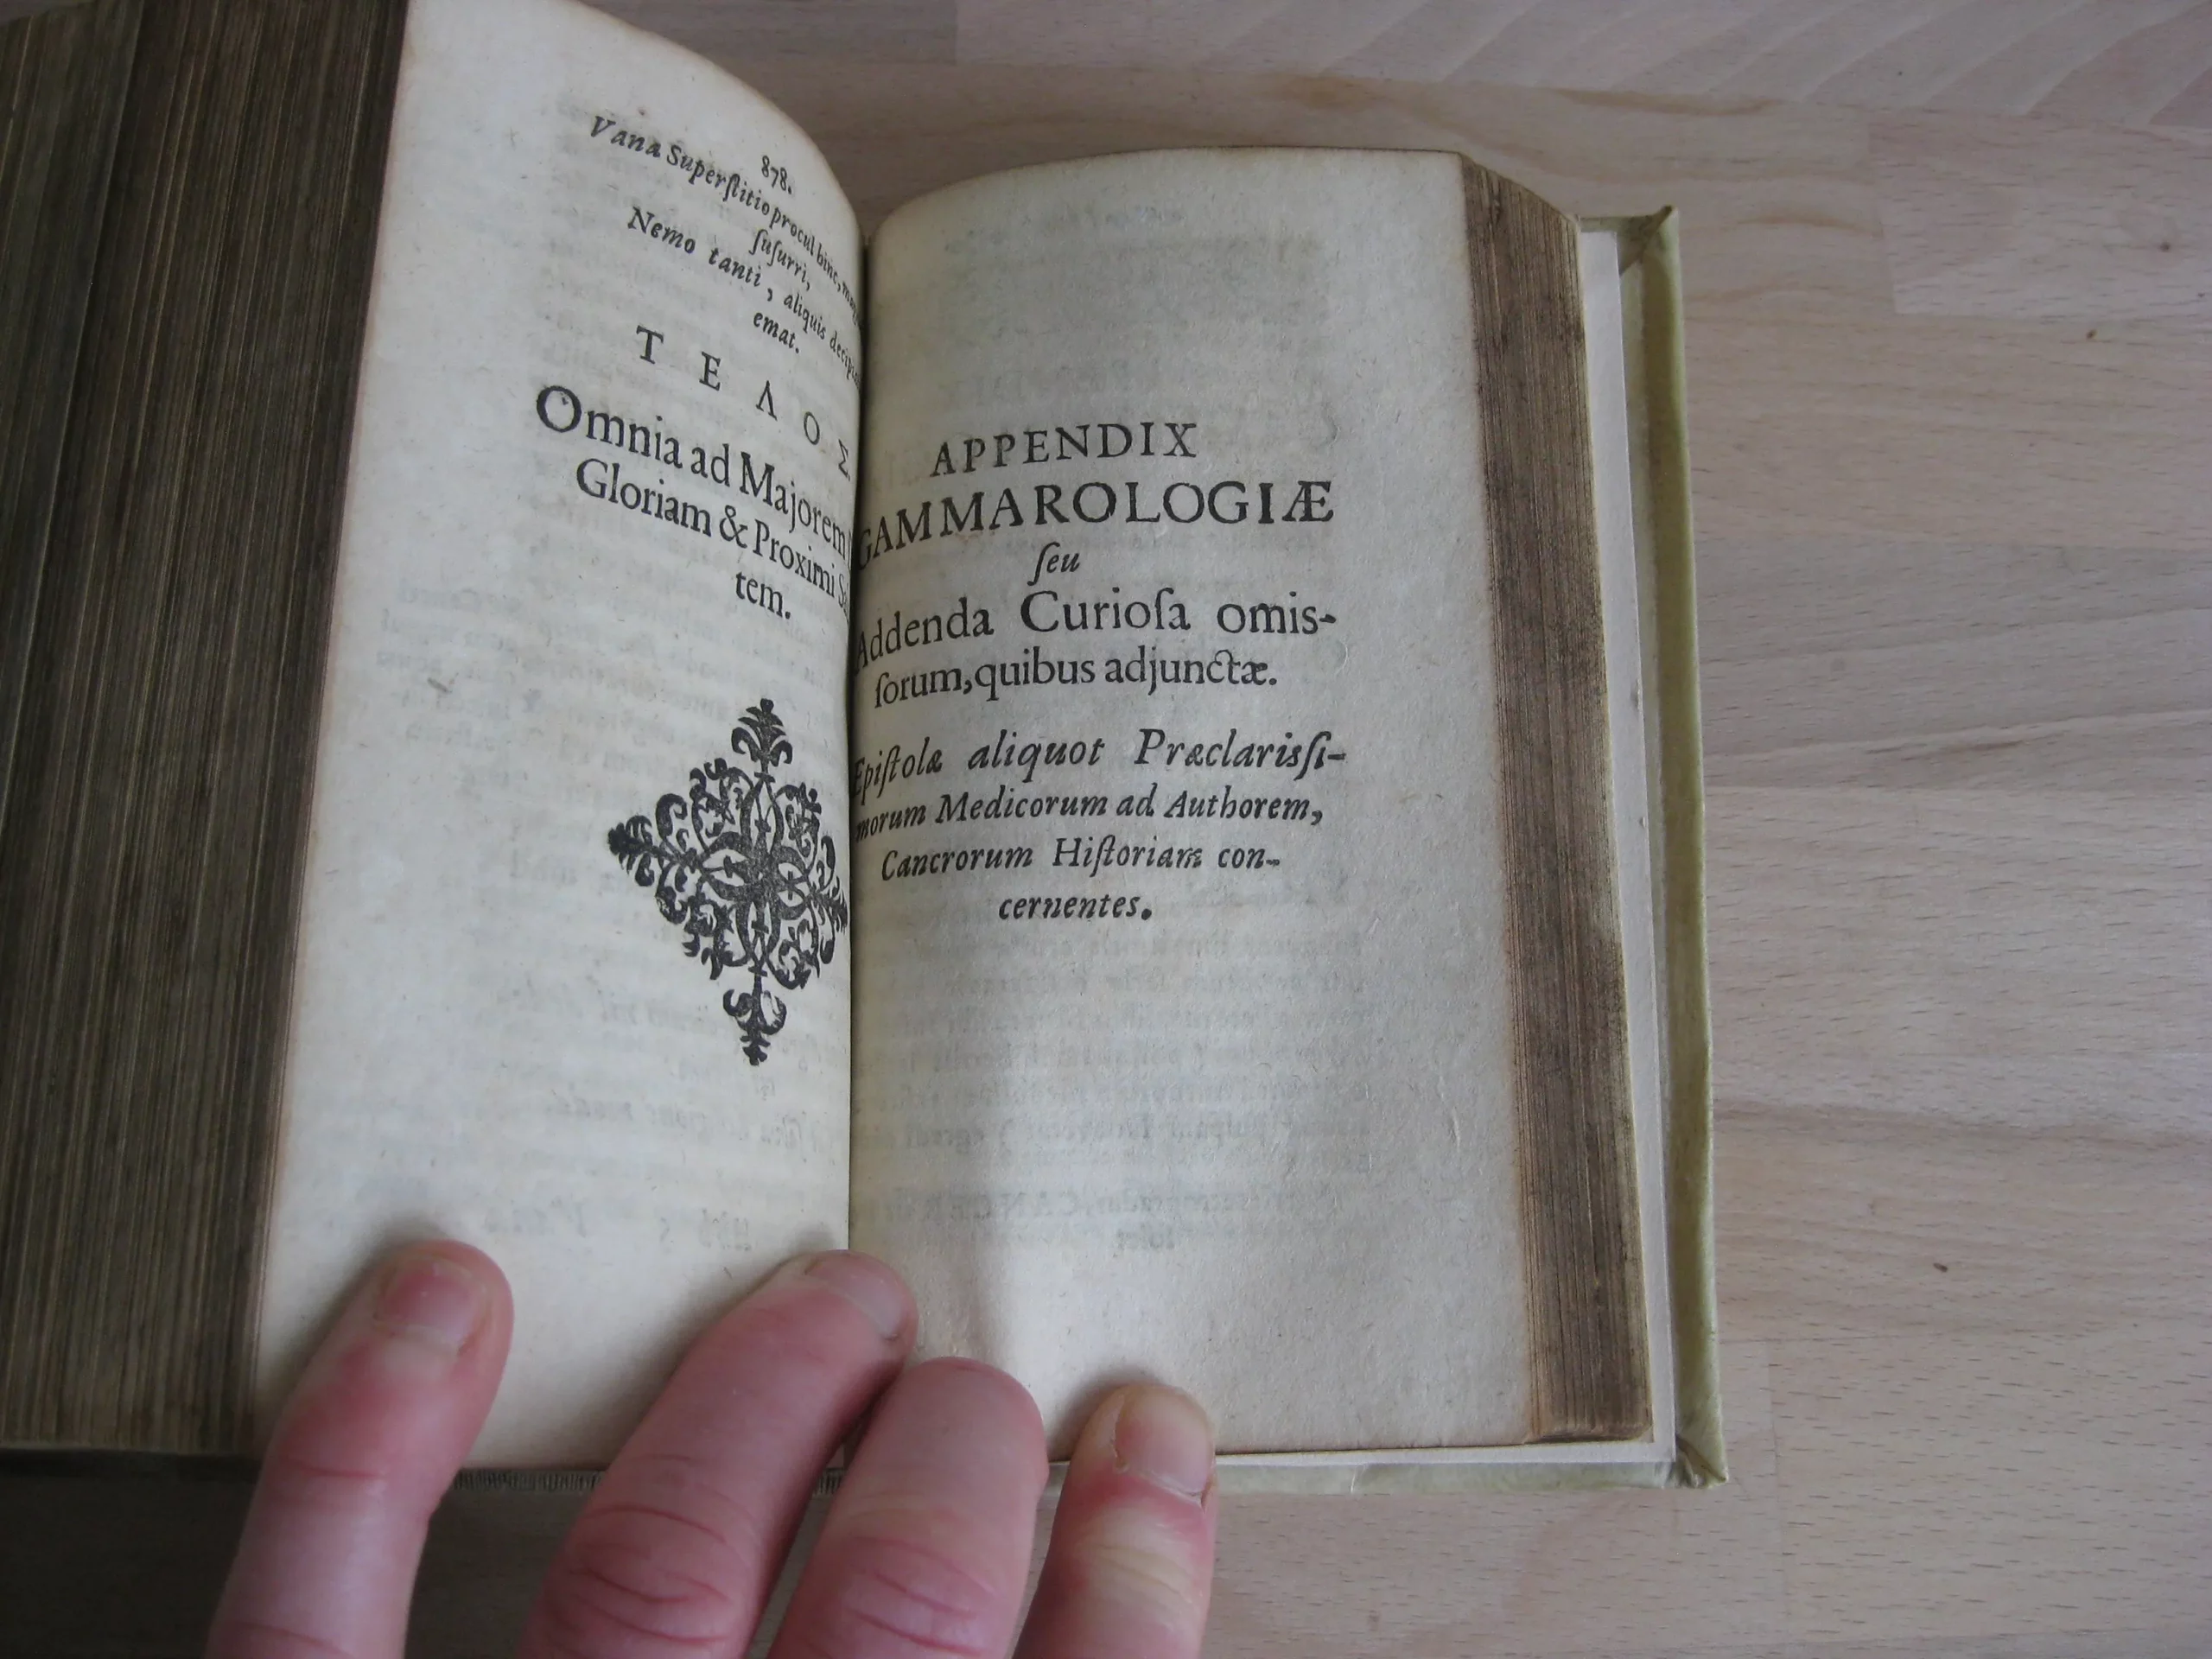 878.
Vana Superſtitio procul hinc,
ſuſurri,
Nemo tanti, aliquis
emat.
ΤΕΛΟΣ
Omnia ad Majorem
Gloriam & Proximi
tem.
APPENDIX
GAMMAROLOGIÆ
ſeu
Addenda Curioſa omis-
ſorum, quibus adjunctæ.
Epiſtolæ aliquot Præclarisſi-
morum Medicorum ad Authorem,
Cancrorum Hiſtoriam con-
cernentes.